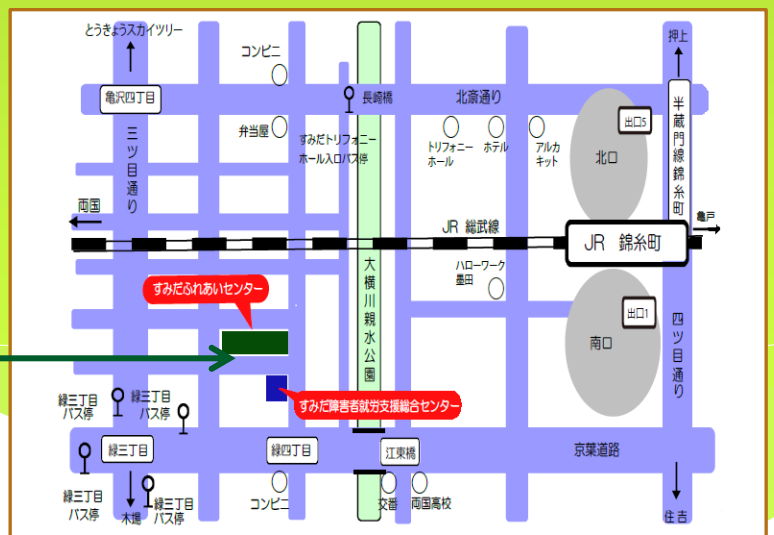 とうきょうスカイツリー
押上
コンビニ
亀沢四丁目
長崎橋
北斎通り
半蔵門線錦糸町
出口5
弁当屋
すみだトリフォニー
ホール入口バス停
トリフォニー
ホール
ホテル
アルカ
キット
北口
三ツ目通り
両国
JR 総武線
JR 錦糸町
亀戸
大横川親水公園
ハローワーク
墨田
すみだふれあいセンター
出口1
四ツ目通り
南口
緑三丁目
バス停
緑三丁目
バス停
すみだ障害者就労支援総合センター
緑三丁目
緑四丁目
江東橋
京葉道路
緑三丁目
バス停
木場
緑三丁目
バス停
コンビニ
交番
両国高校
住吉